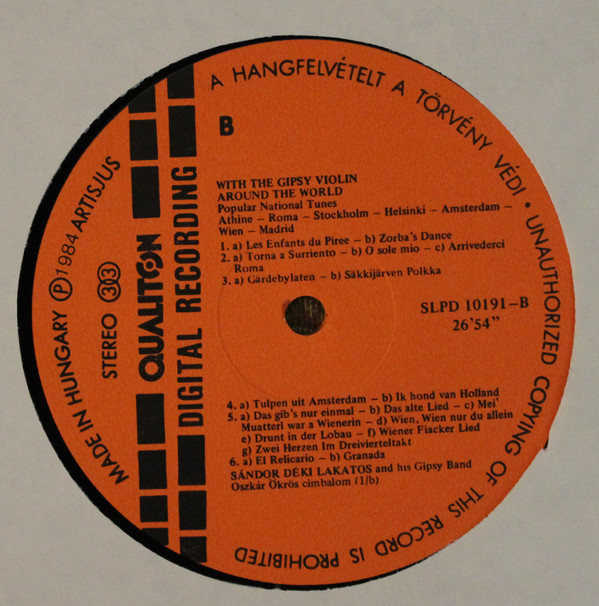 A HANGFELVÉTELT A TÖRVÉNY VÉDI • UNAUTHORIZED COPYING OF THIS RECORD IS PROHIBITED
MADE IN HUNGARY Ⓟ 1984 ARTISJUS
STEREO 33
QUALITON
DIGITAL RECORDING
B
WITH THE GIPSY VIOLIN
AROUND THE WORLD
Popular National Tunes
Athine – Roma – Stockholm – Helsinki – Amsterdam –
Wien – Madrid
1. a) Les Enfants du Piree – b) Zorba's Dance
2. a) Torna a Surriento – b) O sole mio – c) Arrivederci
Roma
3. a) Gärdebylaten – b) Säkkijärven Polkka
SLPD 10191–B
26'54"
4. a) Tulpen uit Amsterdam – b) Ik hond van Holland
5. a) Das gib's nur einmal – b) Das alte Lied – c) Mei'
Muatterl war a Wienerin – d) Wien, Wien nur du allein
e) Drunt in der Lobau – f) Wiener Fiacker Lied
g) Zwei Herzen Im Dreivierteltakt
6. a) El Relicario – b) Granada
SÁNDOR DÉKI LAKATOS and his Gipsy Band
Oszkár Ökrös cimbalom (1/b)